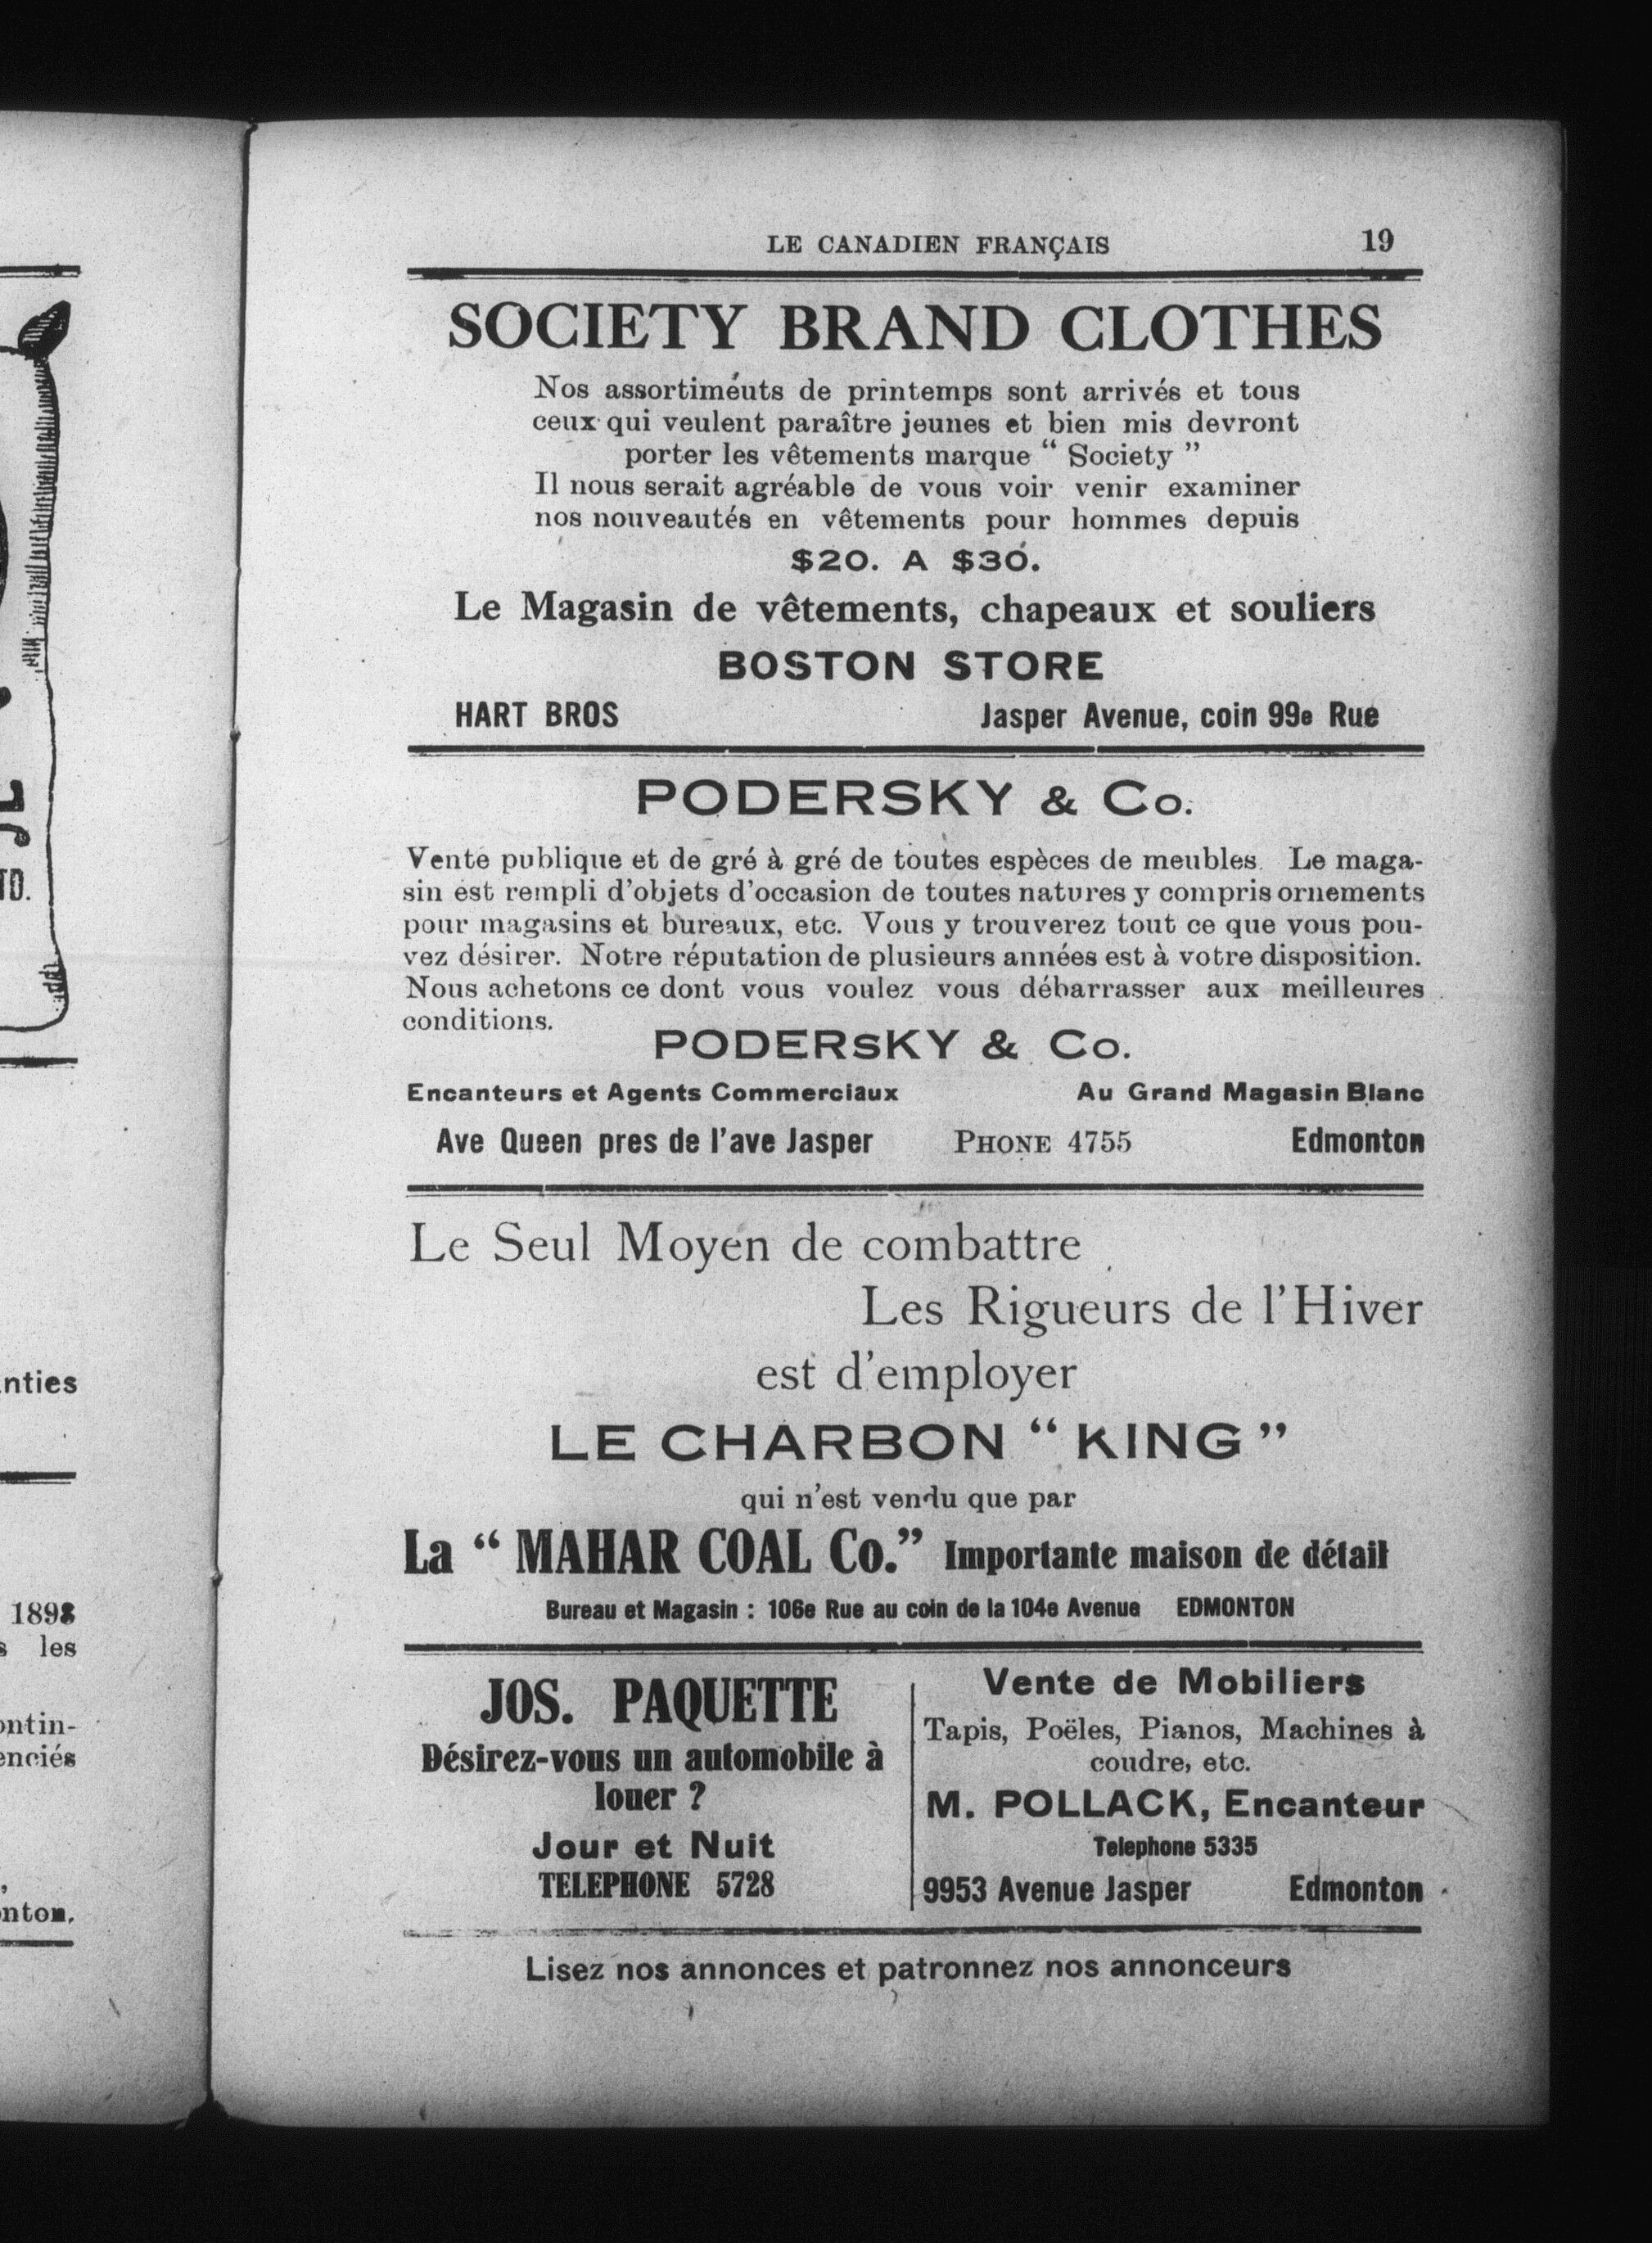 LE CANADIEN FRANÇAIS 19
SOCIETY BRAND CLOTHES
Nos assortiméuts de printemps sont arrivés et tous
ceux qui veulent paraître jeunes et bien mis devront
porter les vêtements marque “ Society ”
Il nous serait agréable de vous voir venir examiner
nos nouveautés en vêtements pour hommes depuis
$20. A $30.
Le Magasin de vêtements, chapeaux et souliers
BOSTON STORE
HART BROS Jasper Avenue, coin 99e Rue
PODERSKY & Co.
Vente publique et de gré à gré de toutes espèces de meubles. Le maga-
sin est rempli d'objets d'occasion de toutes natures y compris ornements
pour magasins et bureaux, etc. Vous y trouverez tout ce que vous pou-
vez désirer. Notre réputation de plusieurs années est à votre disposition.
Nous achetons ce dont vous voulez vous débarrasser aux meilleures
conditions.
PODERSKY & Co.
Encanteurs et Agents Commerciaux Au Grand Magasin Blanc
Ave Queen pres de l'ave Jasper PHONE 4755 Edmonton
Le Seul Moyen de combattre
Les Rigueurs de l'Hiver
est d'employer
LE CHARBON “ KING ”
qui n'est vendu que par
La “ MAHAR COAL Co.” Importante maison de détail
Bureau et Magasin : 106e Rue au coin de la 104e Avenue EDMONTON
JOS. PAQUETTE
Désirez-vous un automobile à
louer ?
Jour et Nuit
TELEPHONE 5728
Vente de Mobiliers
Tapis, Poëles, Pianos, Machines à
coudre, etc.
M. POLLACK, Encanteur
Telephone 5335
9953 Avenue Jasper Edmonton
Lisez nos annonces et patronnez nos annonceurs
TD.
nties
les
ontin-
enciés
nton.